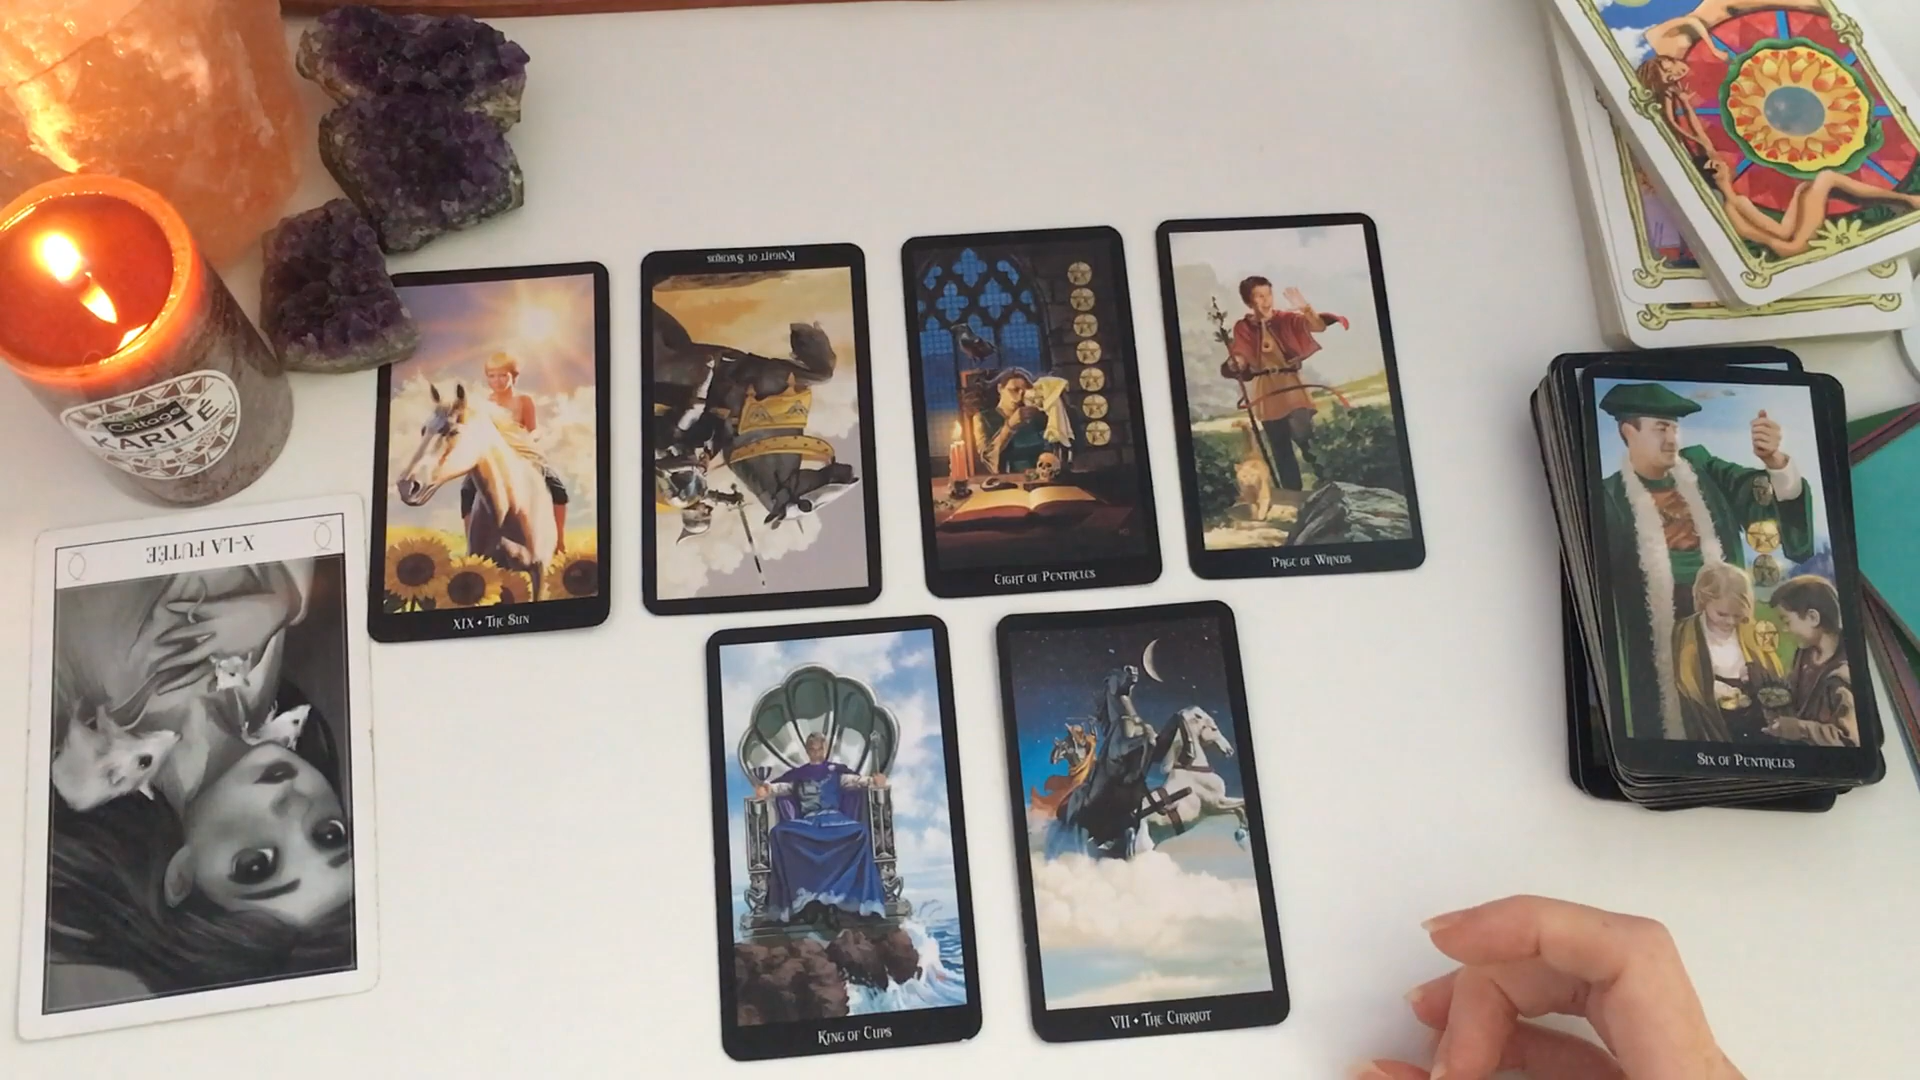 Cottage
KARITÉ
X-LA FUTÉE
XIX • The Sun
Knight of Swords
Eight of Pentacles
Page of Wands
Six of Pentacles
King of Cups
VII • The Chariot